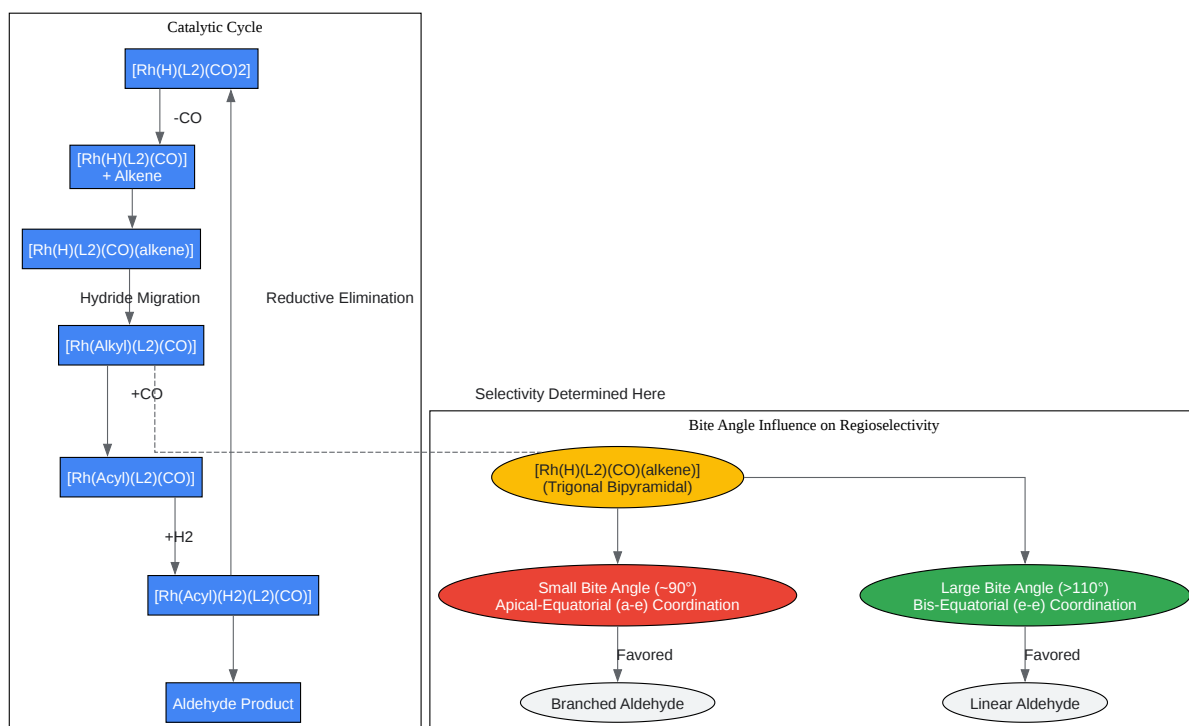 Catalytic Cycle
[Rh(H)(L2)(CO)2]
-CO
[Rh(H)(L2)(CO)]
+ Alkene
[Rh(H)(L2)(CO)(alkene)]
Hydride Migration
Reductive Elimination
[Rh(Alkyl)(L2)(CO)]
+CO
[Rh(Acyl)(L2)(CO)]
+H2
[Rh(Acyl)(H2)(L2)(CO)]
Aldehyde Product
Selectivity Determined Here
Bite Angle Influence on Regioselectivity
[Rh(H)(L2)(CO)(alkene)]
(Trigonal Bipyramidal)
Small Bite Angle (~90°)
Apical-Equatorial (a-e) Coordination
Large Bite Angle (>110°)
Bis-Equatorial (e-e) Coordination
Favored
Favored
Branched Aldehyde
Linear Aldehyde